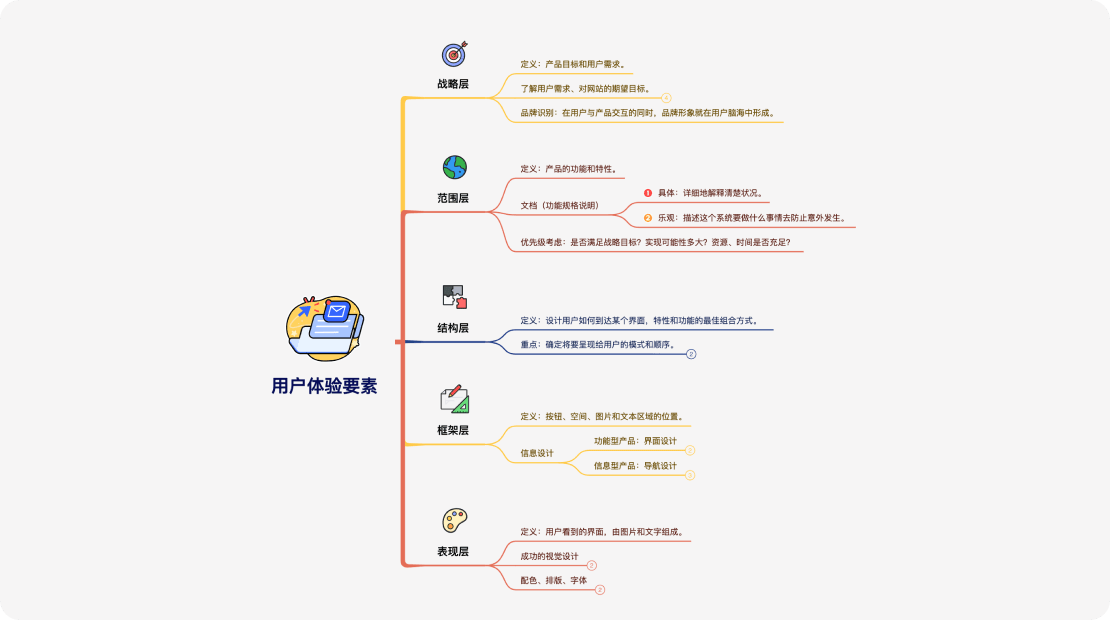 用户体验要素
战略层
定义：产品目标和用户需求。
了解用户需求、对网站的期望目标。
品牌识别：在用户与产品交互的同时，品牌形象就在用户脑海中形成。
范围层
定义：产品的功能和特性。
文档（功能规格说明）
1 具体：详细地解释清楚状况。
2 乐观：描述这个系统要做什么事情去防止意外发生。
优先级考虑：是否满足战略目标？实现可能性多大？资源、时间是否充足？
结构层
定义：设计用户如何到达某个界面，特性和功能的最佳组合方式。
重点：确定将要呈现给用户的模式和顺序。
2
框架层
定义：按钮、空间、图片和文本区域的位置。
信息设计
功能型产品：界面设计
信息型产品：导航设计
表现层
定义：用户看到的界面，由图片和文字组成。
成功的视觉设计
2
配色、排版、字体
2